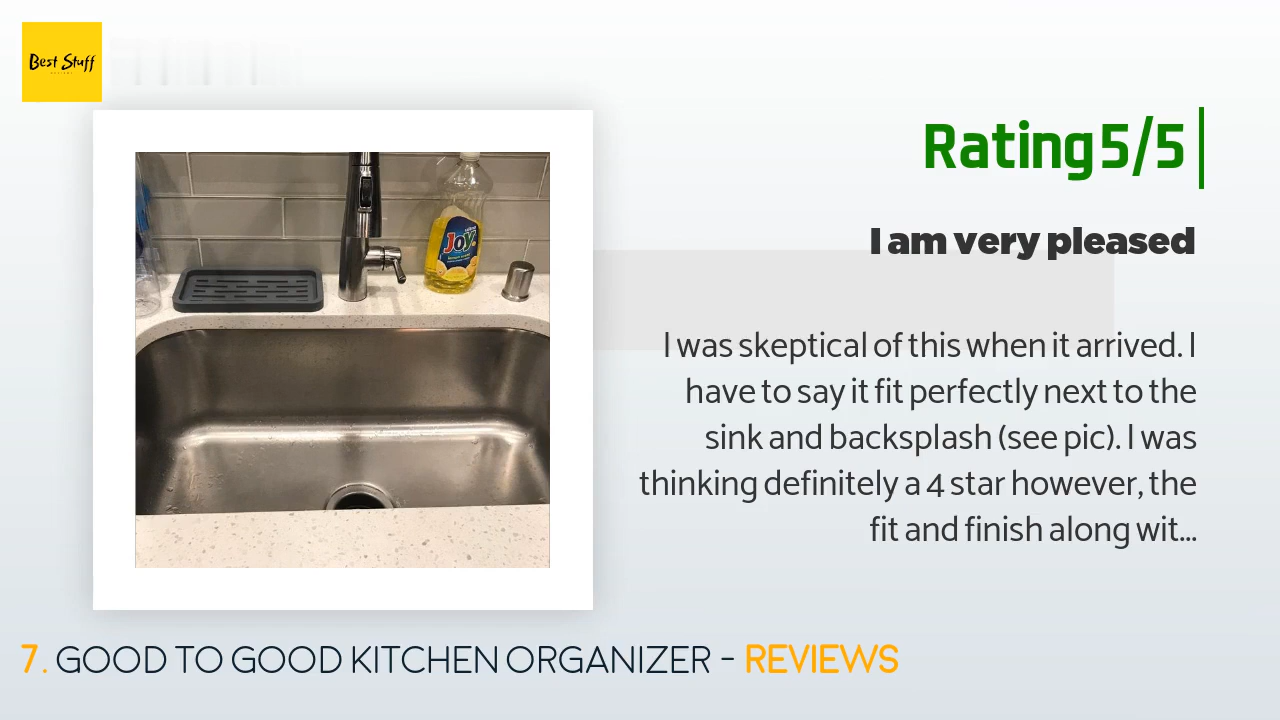 Best Stuff
Rating 5/5
I am very pleased
I was skeptical of this when it arrived. I
have to say it fit perfectly next to the
sink and backsplash (see pic). I was
thinking definitely a 4 star however, the
fit and finish along wit...
Joy
7. GOOD TO GOOD KITCHEN ORGANIZER - REVIEWS